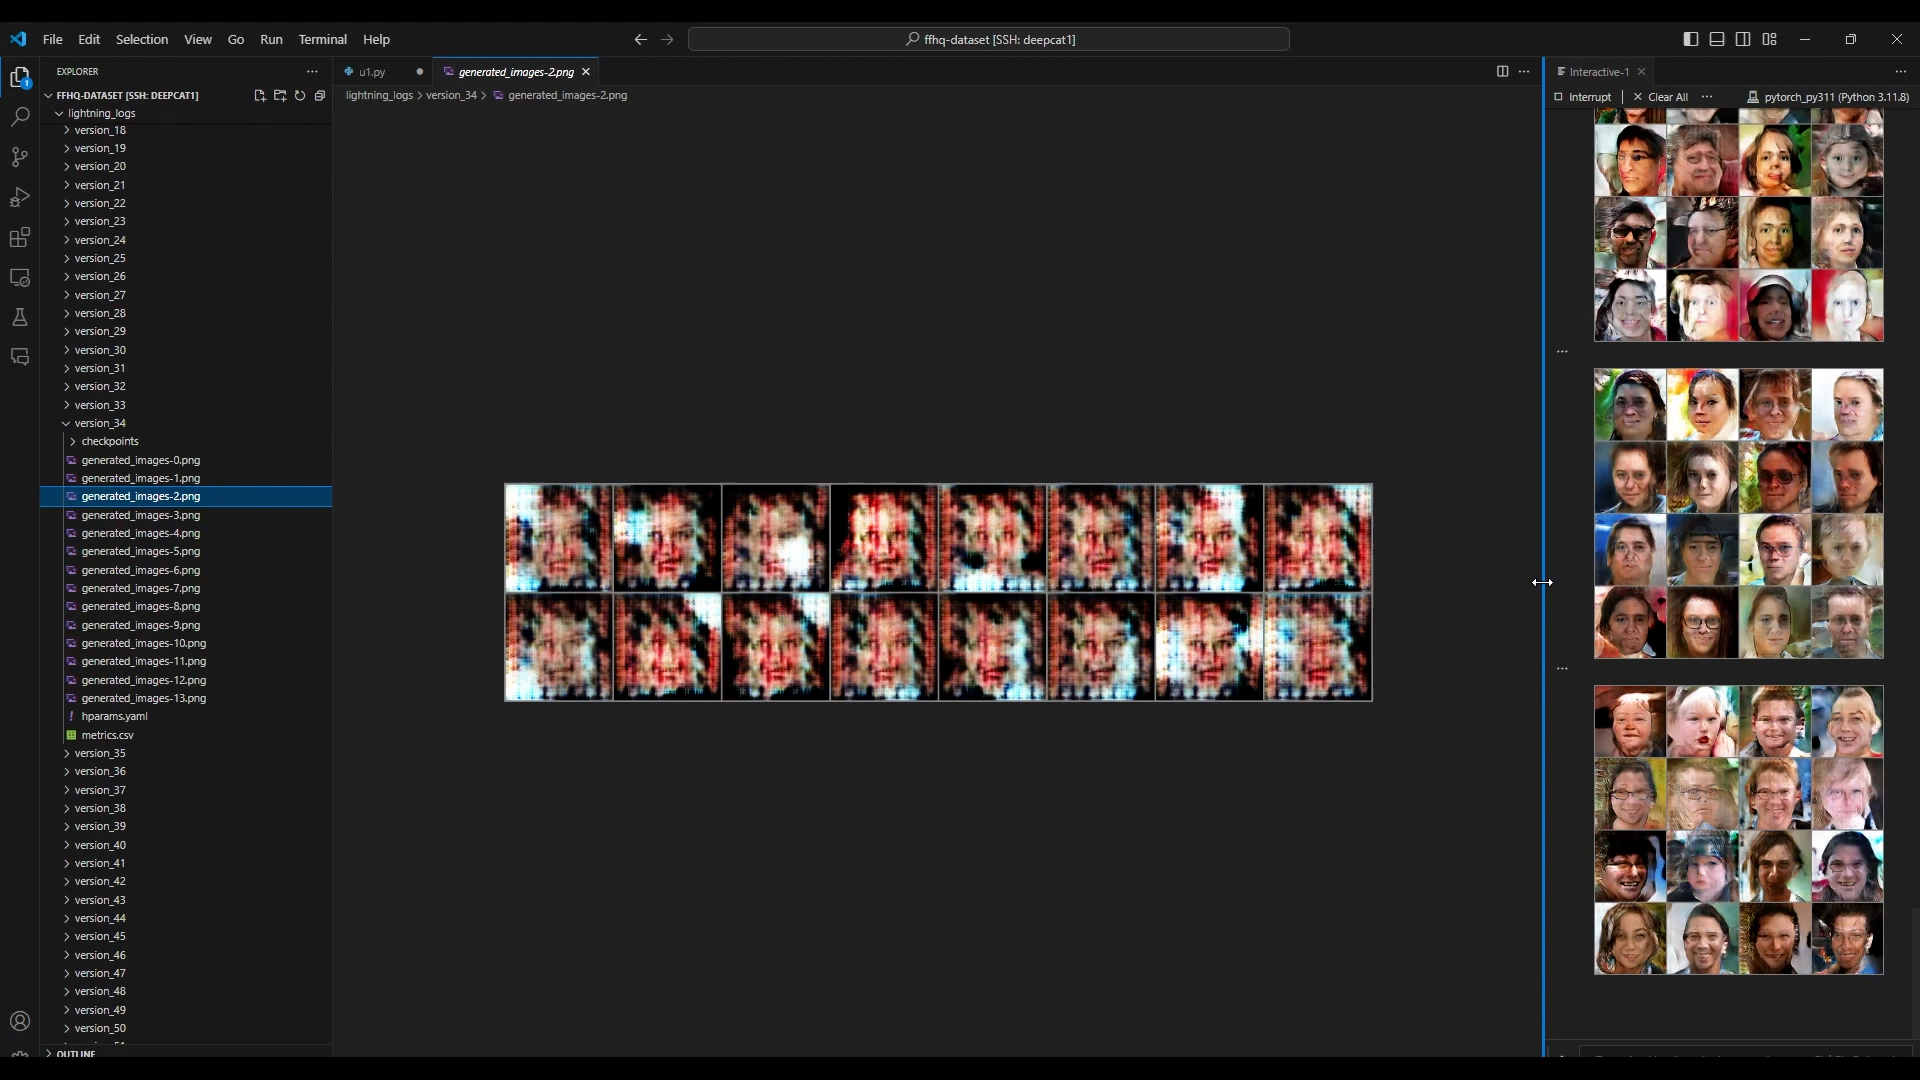 File Edit Selection View Go Run Terminal Help
ffhq-dataset [SSH: deepcat1]
EXPLORER
FFHQ-DATASET [SSH: DEEPCAT1]
lightning_logs
version_18
version_19
version_20
version_21
version_22
version_23
version_24
version_25
version_26
version_27
version_28
version_29
version_30
version_31
version_32
version_33
version_34
checkpoints
generated_images-0.png
generated_images-1.png
generated_images-2.png
generated_images-3.png
generated_images-4.png
generated_images-5.png
generated_images-6.png
generated_images-7.png
generated_images-8.png
generated_images-9.png
generated_images-10.png
generated_images-11.png
generated_images-12.png
generated_images-13.png
hparams.yaml
metrics.csv
version_35
version_36
version_37
version_38
version_39
version_40
version_41
version_42
version_43
version_44
version_45
version_46
version_47
version_48
version_49
version_50
OUTLINE
u1.py
generated_images-2.png
lightning_logs > version_34 > generated_images-2.png
Interactive-1
Interrupt Clear All ... pytorch_py311 (Python 3.11.8)